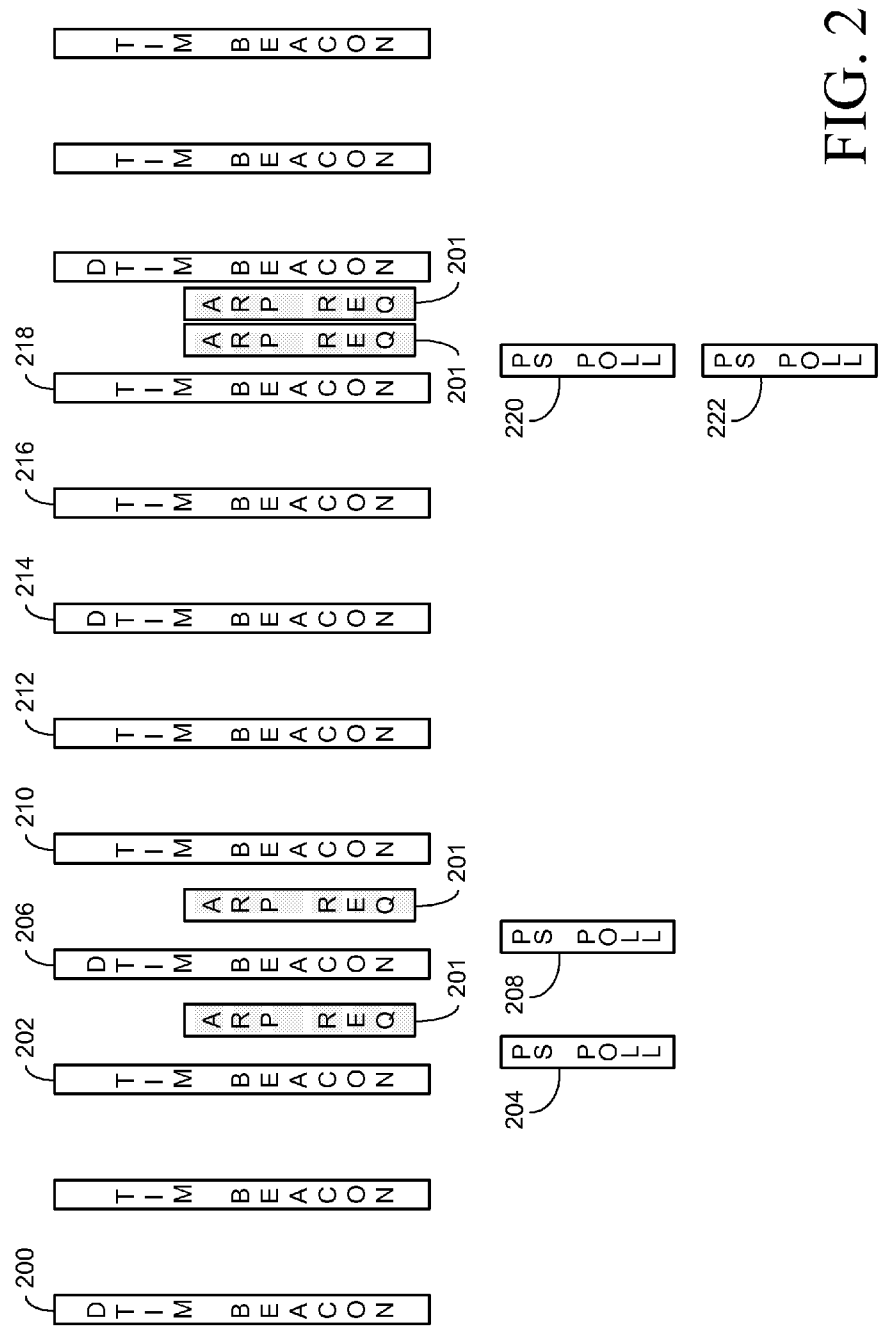 200
DTIM BEACON
TIM BEACON
202
TIM BEACON
204
PS POLL
ARP REQ
201
206
DTIM BEACON
208
PS POLL
ARP REQ
201
210
TIM BEACON
212
TIM BEACON
214
DTIM BEACON
216
TIM BEACON
218
TIM BEACON
220
PS POLL
222
PS POLL
ARP REQ
201
ARP REQ
201
DTIM BEACON
TIM BEACON
TIM BEACON
FIG. 2